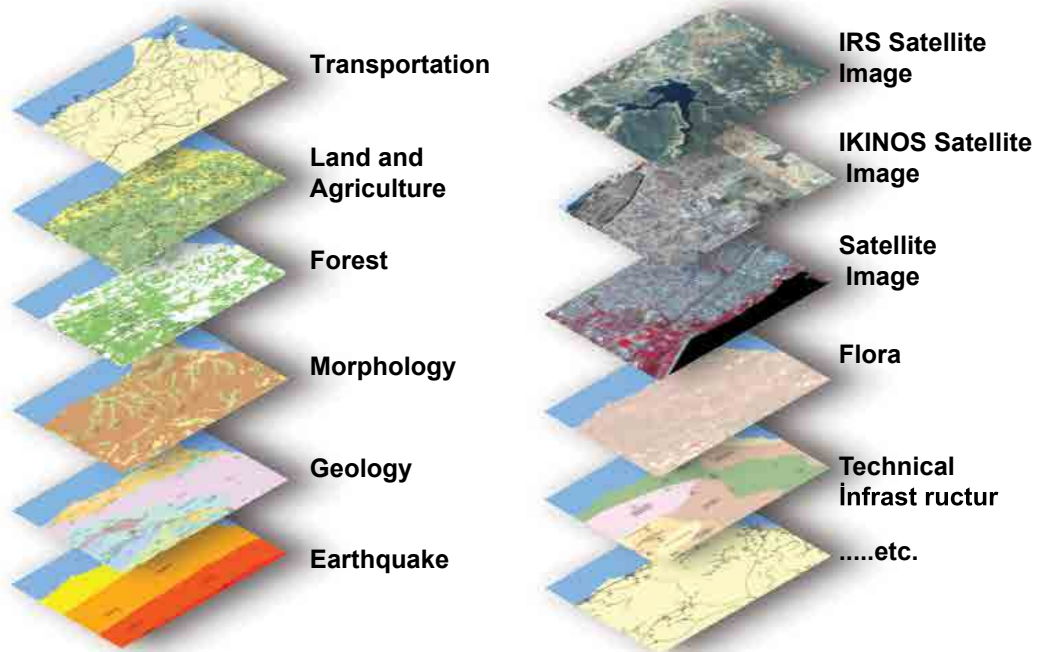 Transportation
Land and
Agriculture
Forest
Morphology
Geology
Earthquake
IRS Satellite
Image
IKINOS Satellite
Image
Satellite
Image
Flora
Technical
İnfrast ructur
.....etc.